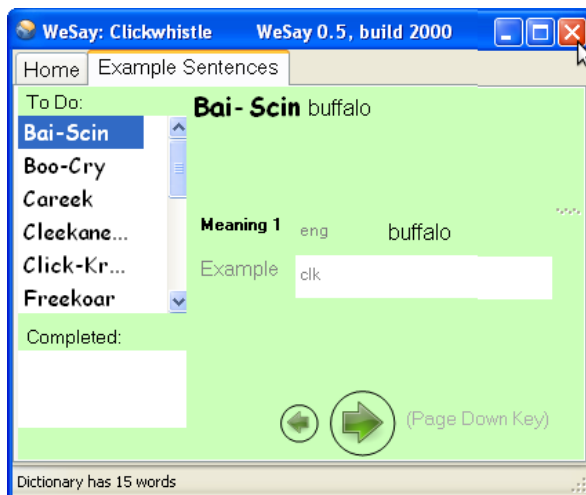 WeSay: Clickwhistle WeSay 0.5, build 2000
Home Example Sentences
To Do:
Bai-Scin
Boo-Cry
Careek
Cleekane...
Click-Kr...
Freekoar
Completed:
Bai-Scin buffalo
Meaning 1 eng buffalo
Example clk
(Page Down Key)
Dictionary has 15 words